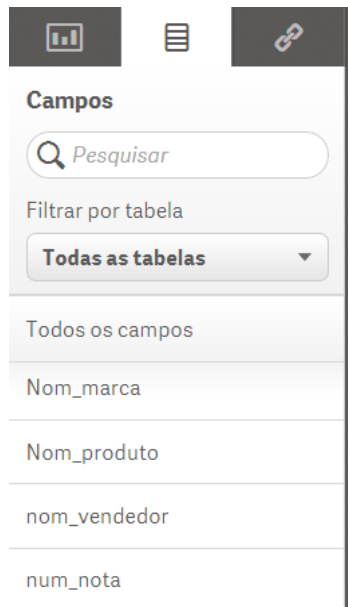 Campos
Pesquisar
Filtrar por tabela
Todas as tabelas
Todos os campos
Nom_marca
Nom_produto
nom_vendedor
num_nota